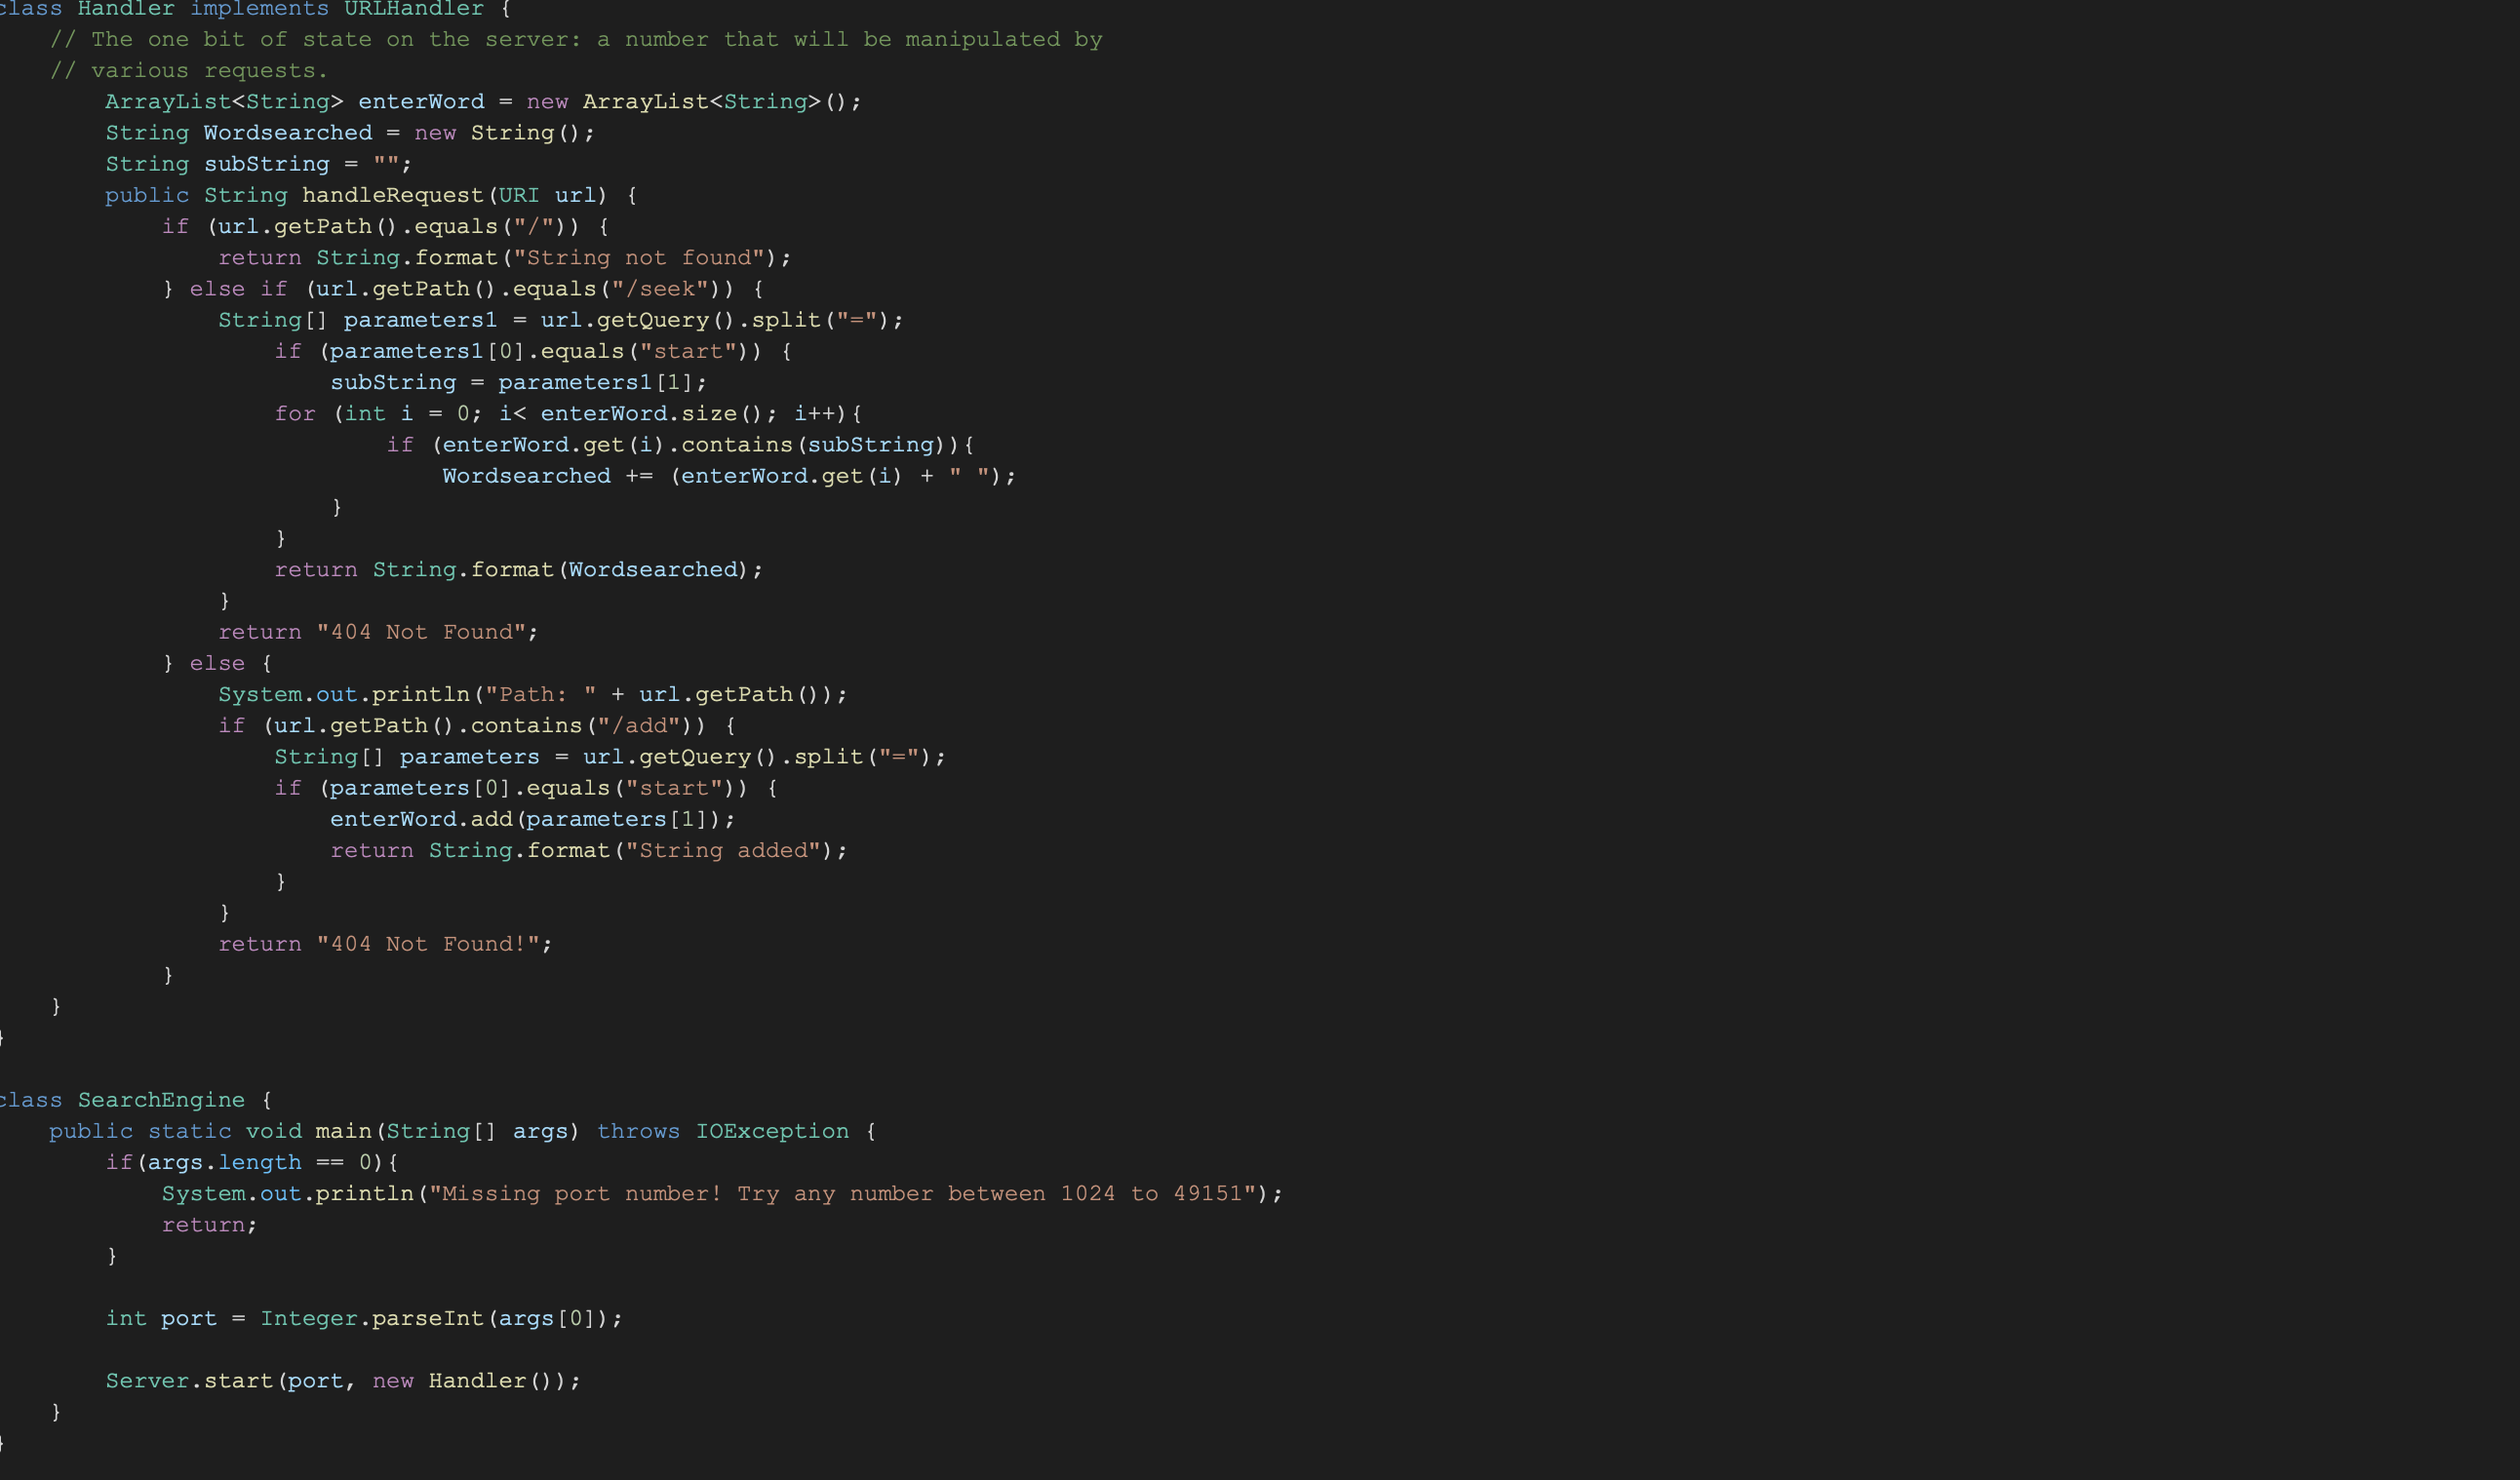 class Handler implements URLHandler {
    // The one bit of state on the server: a number that will be manipulated by
    // various requests.
        ArrayList<String> enterWord = new ArrayList<String>();
        String Wordsearched = new String();
        String subString = "";
        public String handleRequest(URI url) {
            if (url.getPath().equals("/")) {
                return String.format("String not found");
            } else if (url.getPath().equals("/seek")) {
                String[] parameters1 = url.getQuery().split("=");
                    if (parameters1[0].equals("start")) {
                        subString = parameters1[1];
                    for (int i = 0; i< enterWord.size(); i++){
                            if (enterWord.get(i).contains(subString)){
                                Wordsearched += (enterWord.get(i) + " ");
                        }
                    }
                    return String.format(Wordsearched);
                }
                return "404 Not Found";
            } else {
                System.out.println("Path: " + url.getPath());
                if (url.getPath().contains("/add")) {
                    String[] parameters = url.getQuery().split("=");
                    if (parameters[0].equals("start")) {
                        enterWord.add(parameters[1]);
                        return String.format("String added");
                    }
                }
                return "404 Not Found!";
            }
    }
}
class SearchEngine {
    public static void main(String[] args) throws IOException {
        if(args.length == 0){
            System.out.println("Missing port number! Try any number between 1024 to 49151");
            return;
        }
        int port = Integer.parseInt(args[0]);
        Server.start(port, new Handler());
    }
}